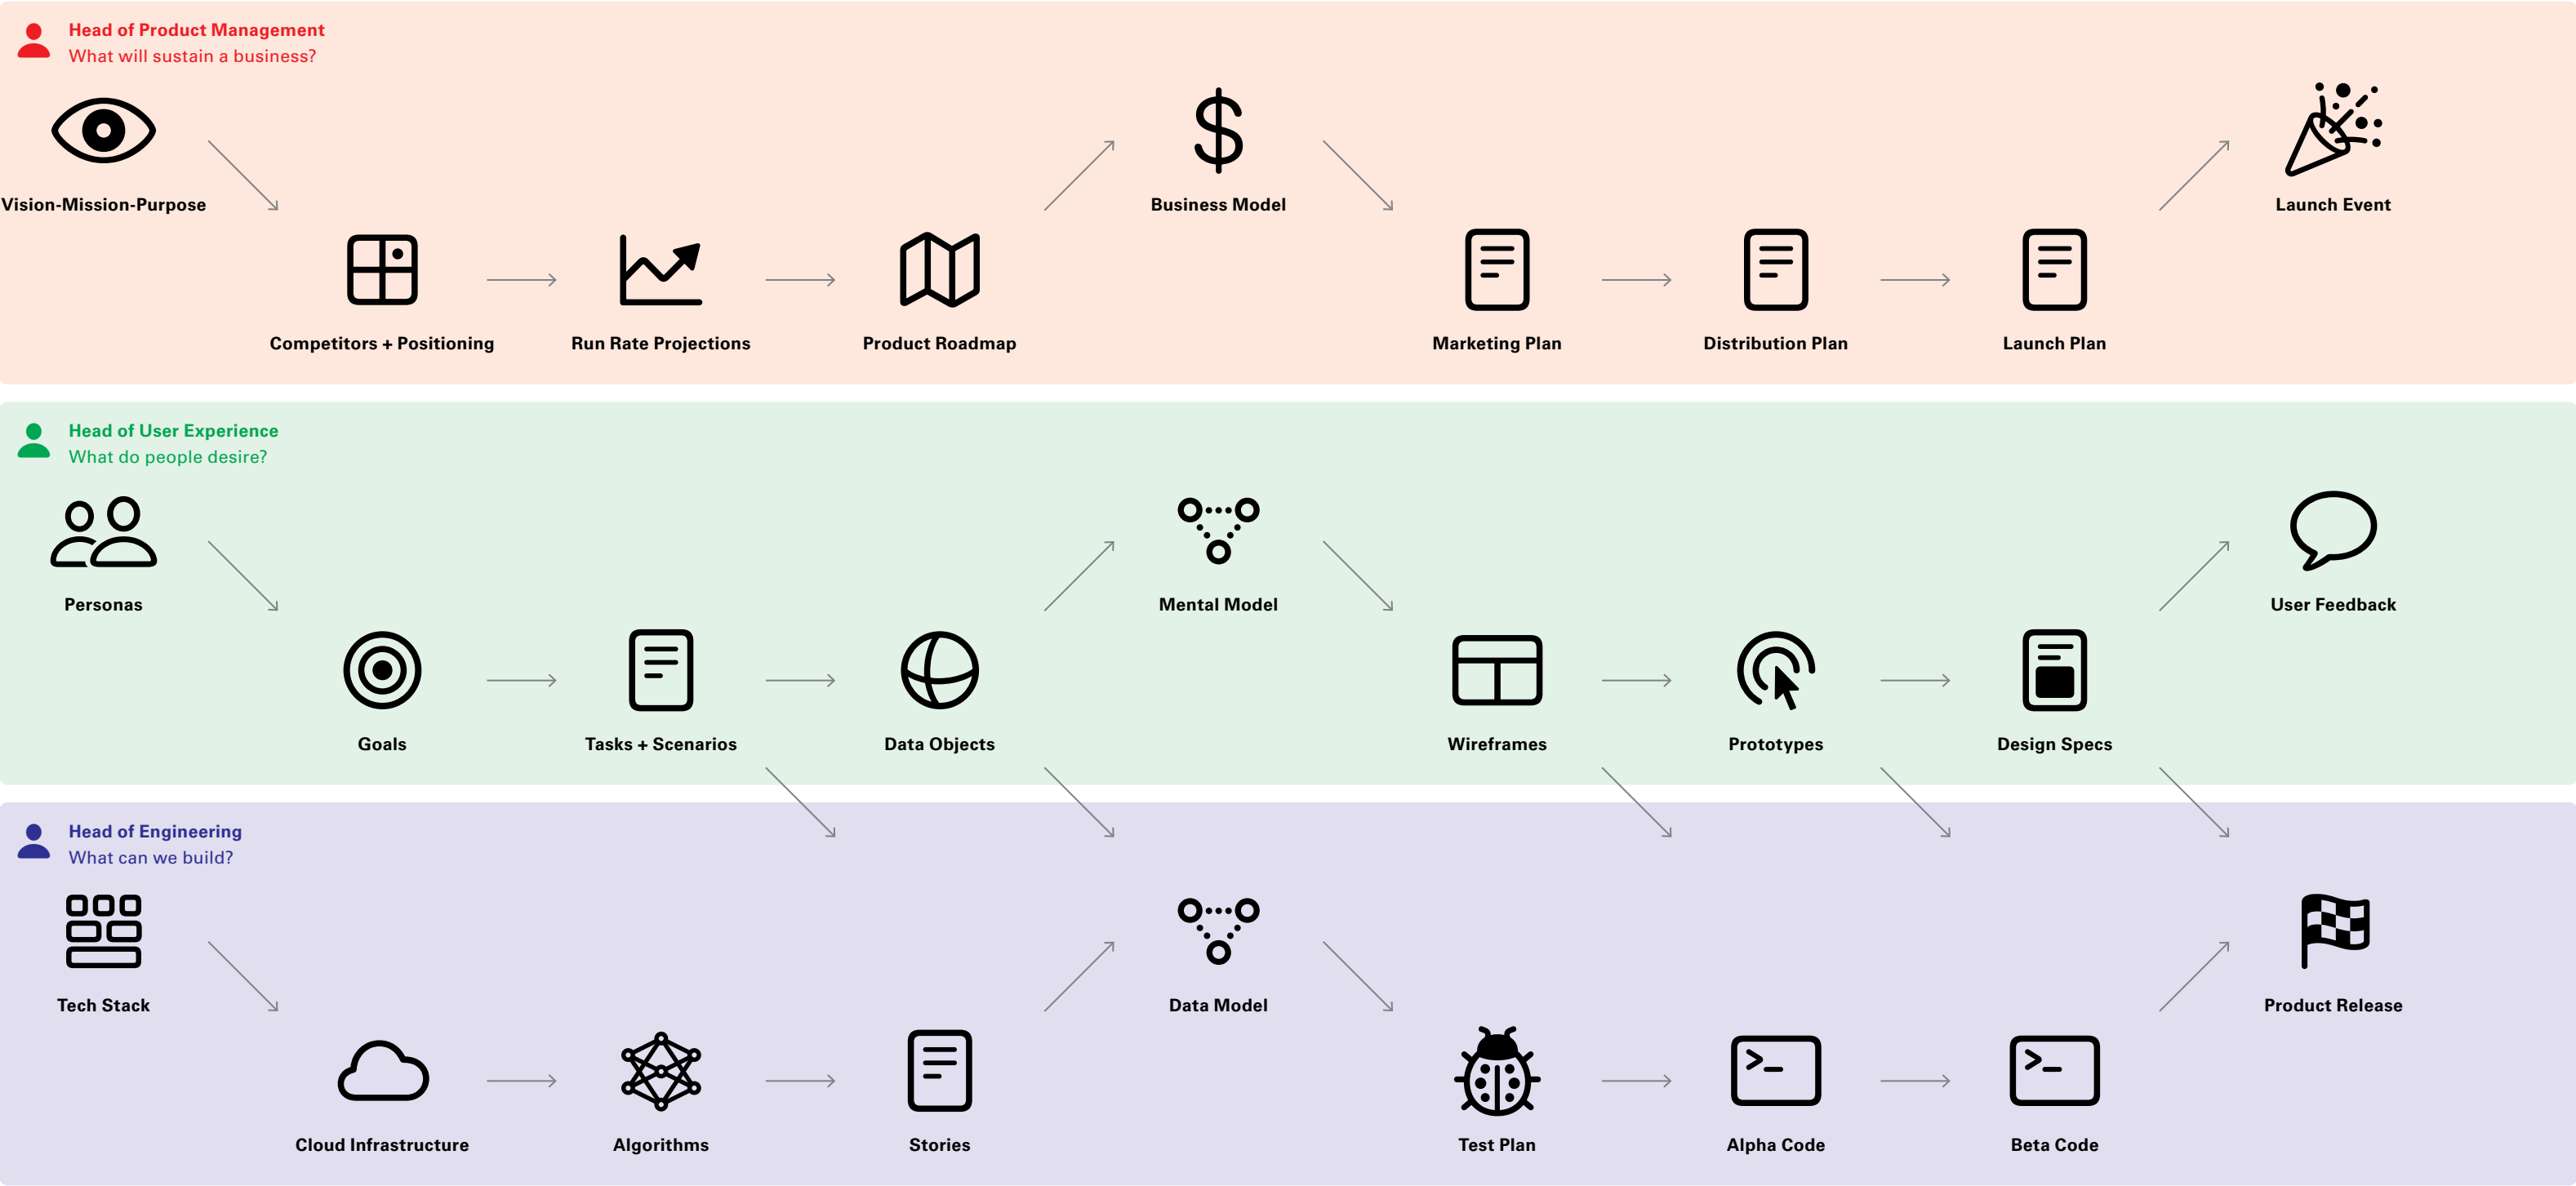 Head of Product Management
What will sustain a business?
Vision-Mission-Purpose
Business Model
Launch Event
Competitors + Positioning
Run Rate Projections
Product Roadmap
Marketing Plan
Distribution Plan
Launch Plan
Head of User Experience
What do people desire?
Personas
Mental Model
User Feedback
Goals
Tasks + Scenarios
Data Objects
Wireframes
Prototypes
Design Specs
Head of Engineering
What can we build?
Tech Stack
Data Model
Product Release
Cloud Infrastructure
Algorithms
Stories
Test Plan
Alpha Code
Beta Code